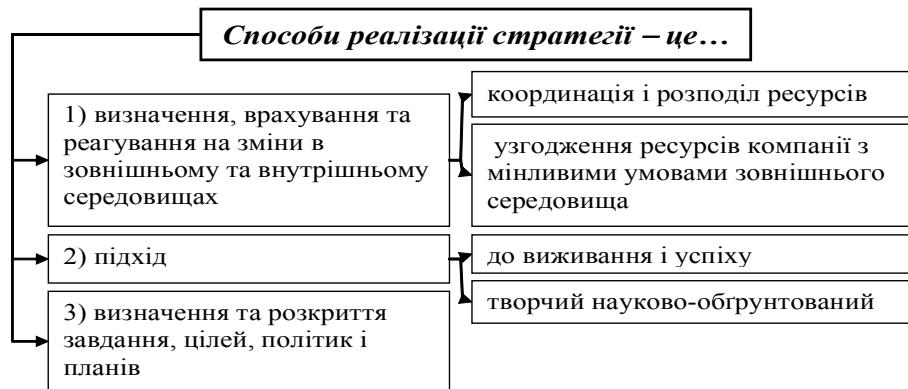 Способи реалізації стратегії – це…
1) визначення, врахування та
реагування на зміни в
зовнішньому та внутрішньому
середовищах
координація і розподіл ресурсів
узгодження ресурсів компанії з
мінливими умовами зовнішнього
середовища
2) підхід
до виживання і успіху
творчий науково-обґрунтований
3) визначення та розкриття
завдання, цілей, політик і
планів